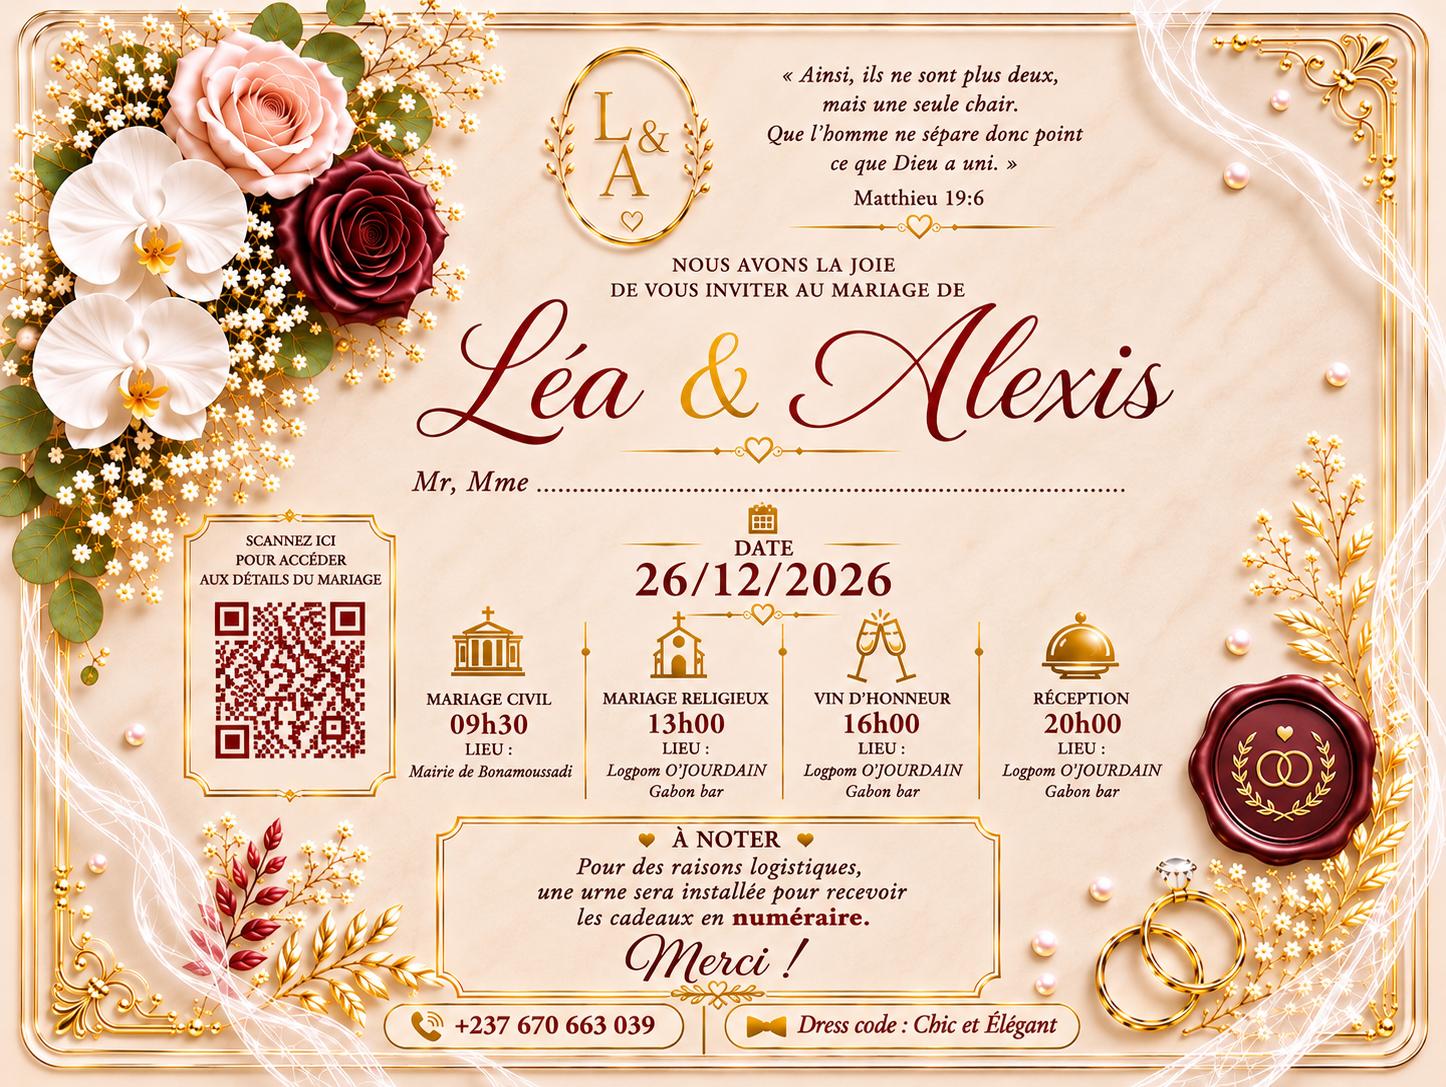 L & A
« Ainsi, ils ne sont plus deux,
mais une seule chair.
Que l’homme ne sépare donc point
ce que Dieu a uni. »
Matthieu 19:6
NOUS AVONS LA JOIE
DE VOUS INVITER AU MARIAGE DE
Léa & Alexis
Mr, Mme ..............................................................................................................
SCANNEZ ICI
POUR ACCÉDER
AUX DÉTAILS DU MARIAGE
DATE
26/12/2026
MARIAGE CIVIL
09h30
LIEU :
Mairie de Bonamoussadi
MARIAGE RELIGIEUX
13h00
LIEU :
Logpom O’JOURDAIN
Gabon bar
VIN D’HONNEUR
16h00
LIEU :
Logpom O’JOURDAIN
Gabon bar
RÉCEPTION
20h00
LIEU :
Logpom O’JOURDAIN
Gabon bar
À NOTER
Pour des raisons logistiques,
une urne sera installée pour recevoir
les cadeaux en numéraire.
Merci !
+237 670 663 039
Dress code : Chic et Élégant